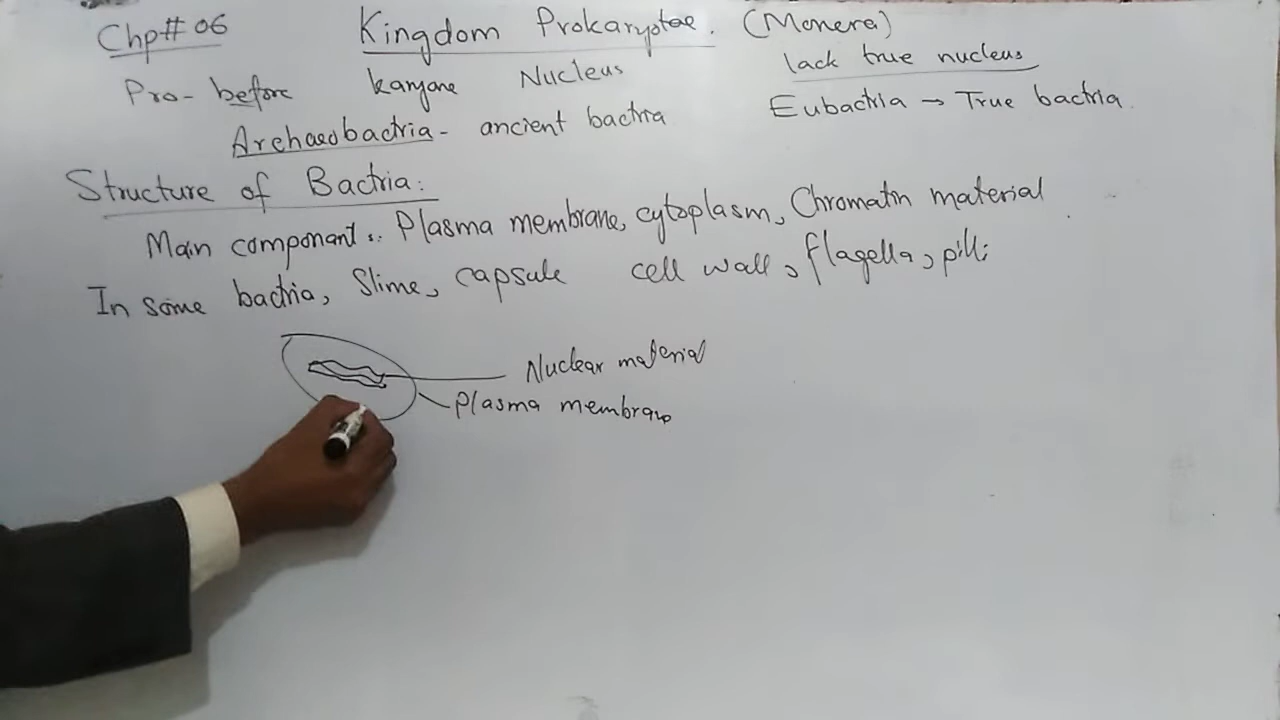 Chp# 06 Kingdom Prokaryotae. (Monera)
lack true nucleus
Pro- before karyone Nucleus
Archaeobactria - ancient bactria Eubactria → True bactria.
Structure of Bactria:
Main componant:. Plasma membrane, cytoplasm, Chromatin material
In some bactria, Slime, capsule cell wall, flagella, pilli
Nuclear material
Plasma membrane